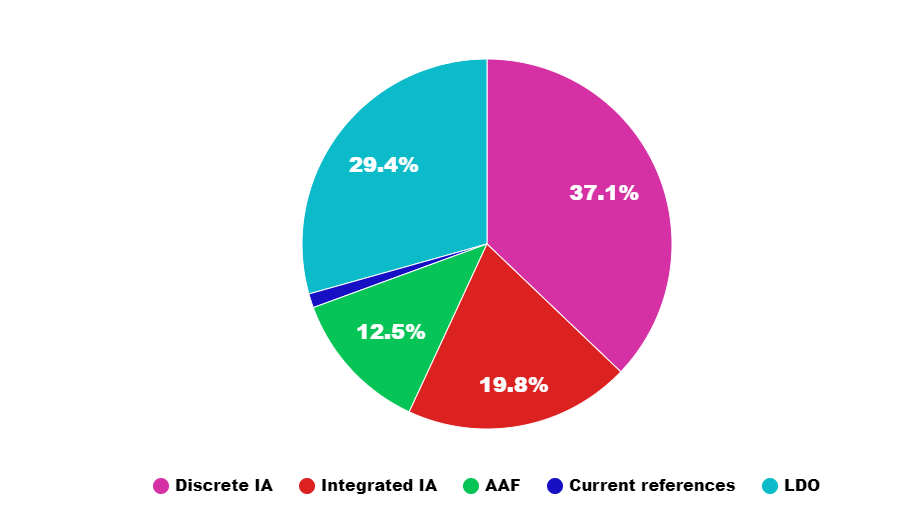 29.4%
37.1%
12.5%
19.8%
Discrete IA Integrated IA AAF Current references LDO